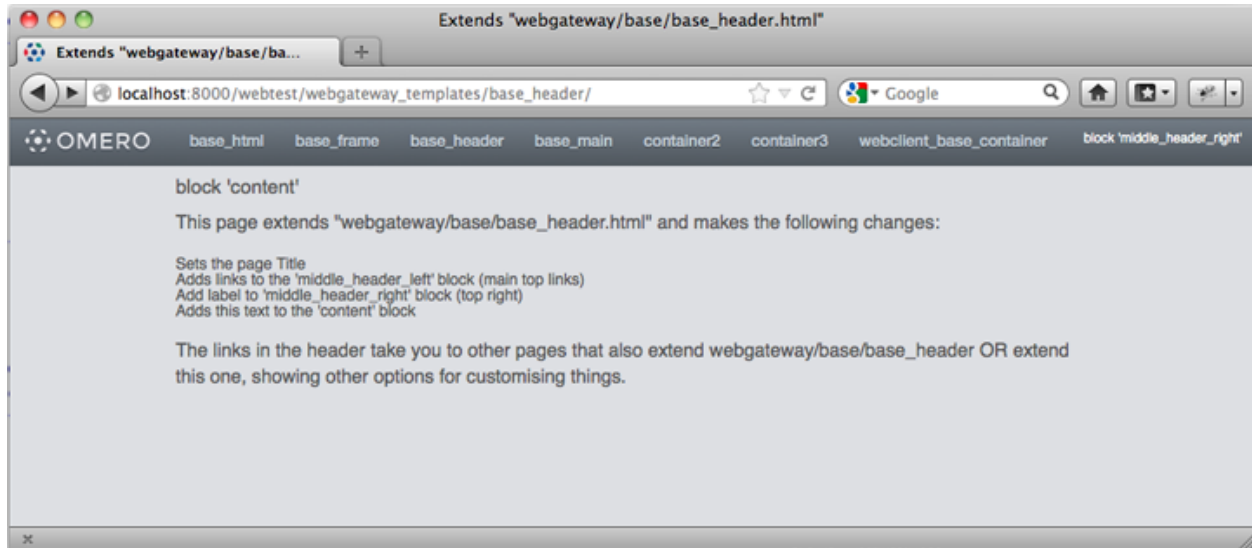 Extends "webgateway/base/base_header.html"
Extends "webgateway/base/ba...
localhost:8000/webtest/webgateway_templates/base_header/
Google
OMERO base_html base_frame base_header base_main container2 container3 webclient_base_container block 'middle_header_right'
block 'content'
This page extends "webgateway/base/base_header.html" and makes the following changes:
Sets the page Title
Adds links to the 'middle_header_left' block (main top links)
Add label to 'middle_header_right' block (top right)
Adds this text to the 'content' block
The links in the header take you to other pages that also extend webgateway/base/base_header OR extend
this one, showing other options for customising things.